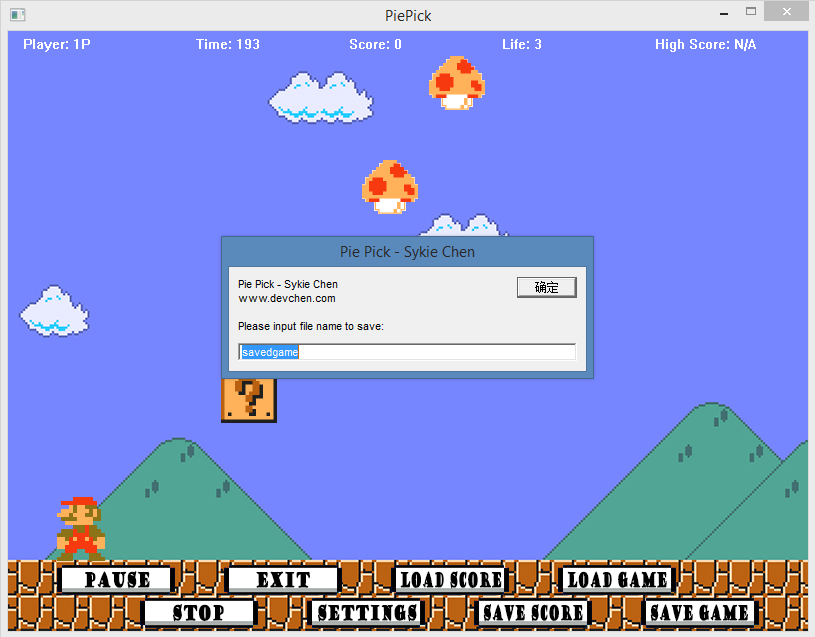 PiePick
Player: 1P Time: 193 Score: 0 Life: 3 High Score: N/A
Pie Pick - Sykie Chen
Pie Pick - Sykie Chen
www.devchen.com
确定
Please input file name to save:
savedgame
?
PAUSE EXIT LOAD SCORE LOAD GAME
STOP SETTINGS SAVE SCORE SAVE GAME